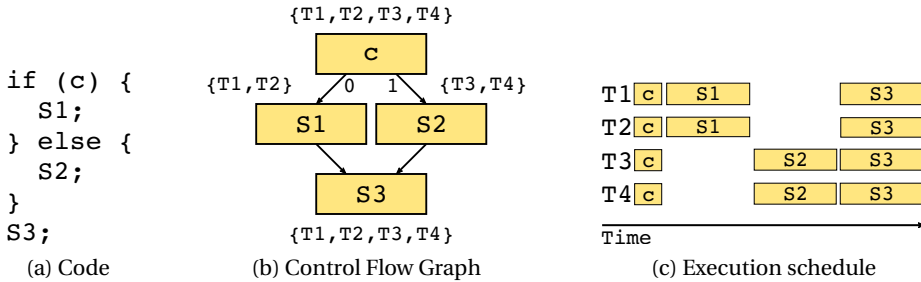 if (c) {
S1;
} else {
S2;
}
S3;
(a) Code
{T1,T2,T3,T4}
c
{T1,T2}
0
1
{T3,T4}
S1
S2
S3
{T1,T2,T3,T4}
(b) Control Flow Graph
T1 c S1 S3
T2 c S1 S3
T3 c S2 S3
T4 c S2 S3
Time
(c) Execution schedule